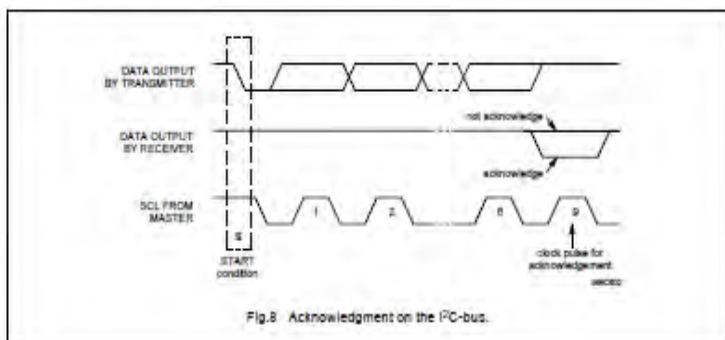 DATA OUTPUT
BY TRANSMITTER
not acknowledge
DATA OUTPUT
BY RECEIVER
acknowledge
SCL FROM
MASTER
1
2
8
9
S
START
condition
clock pulse for
acknowledgement
Fig.8 Acknowledgment on the I²C-bus.